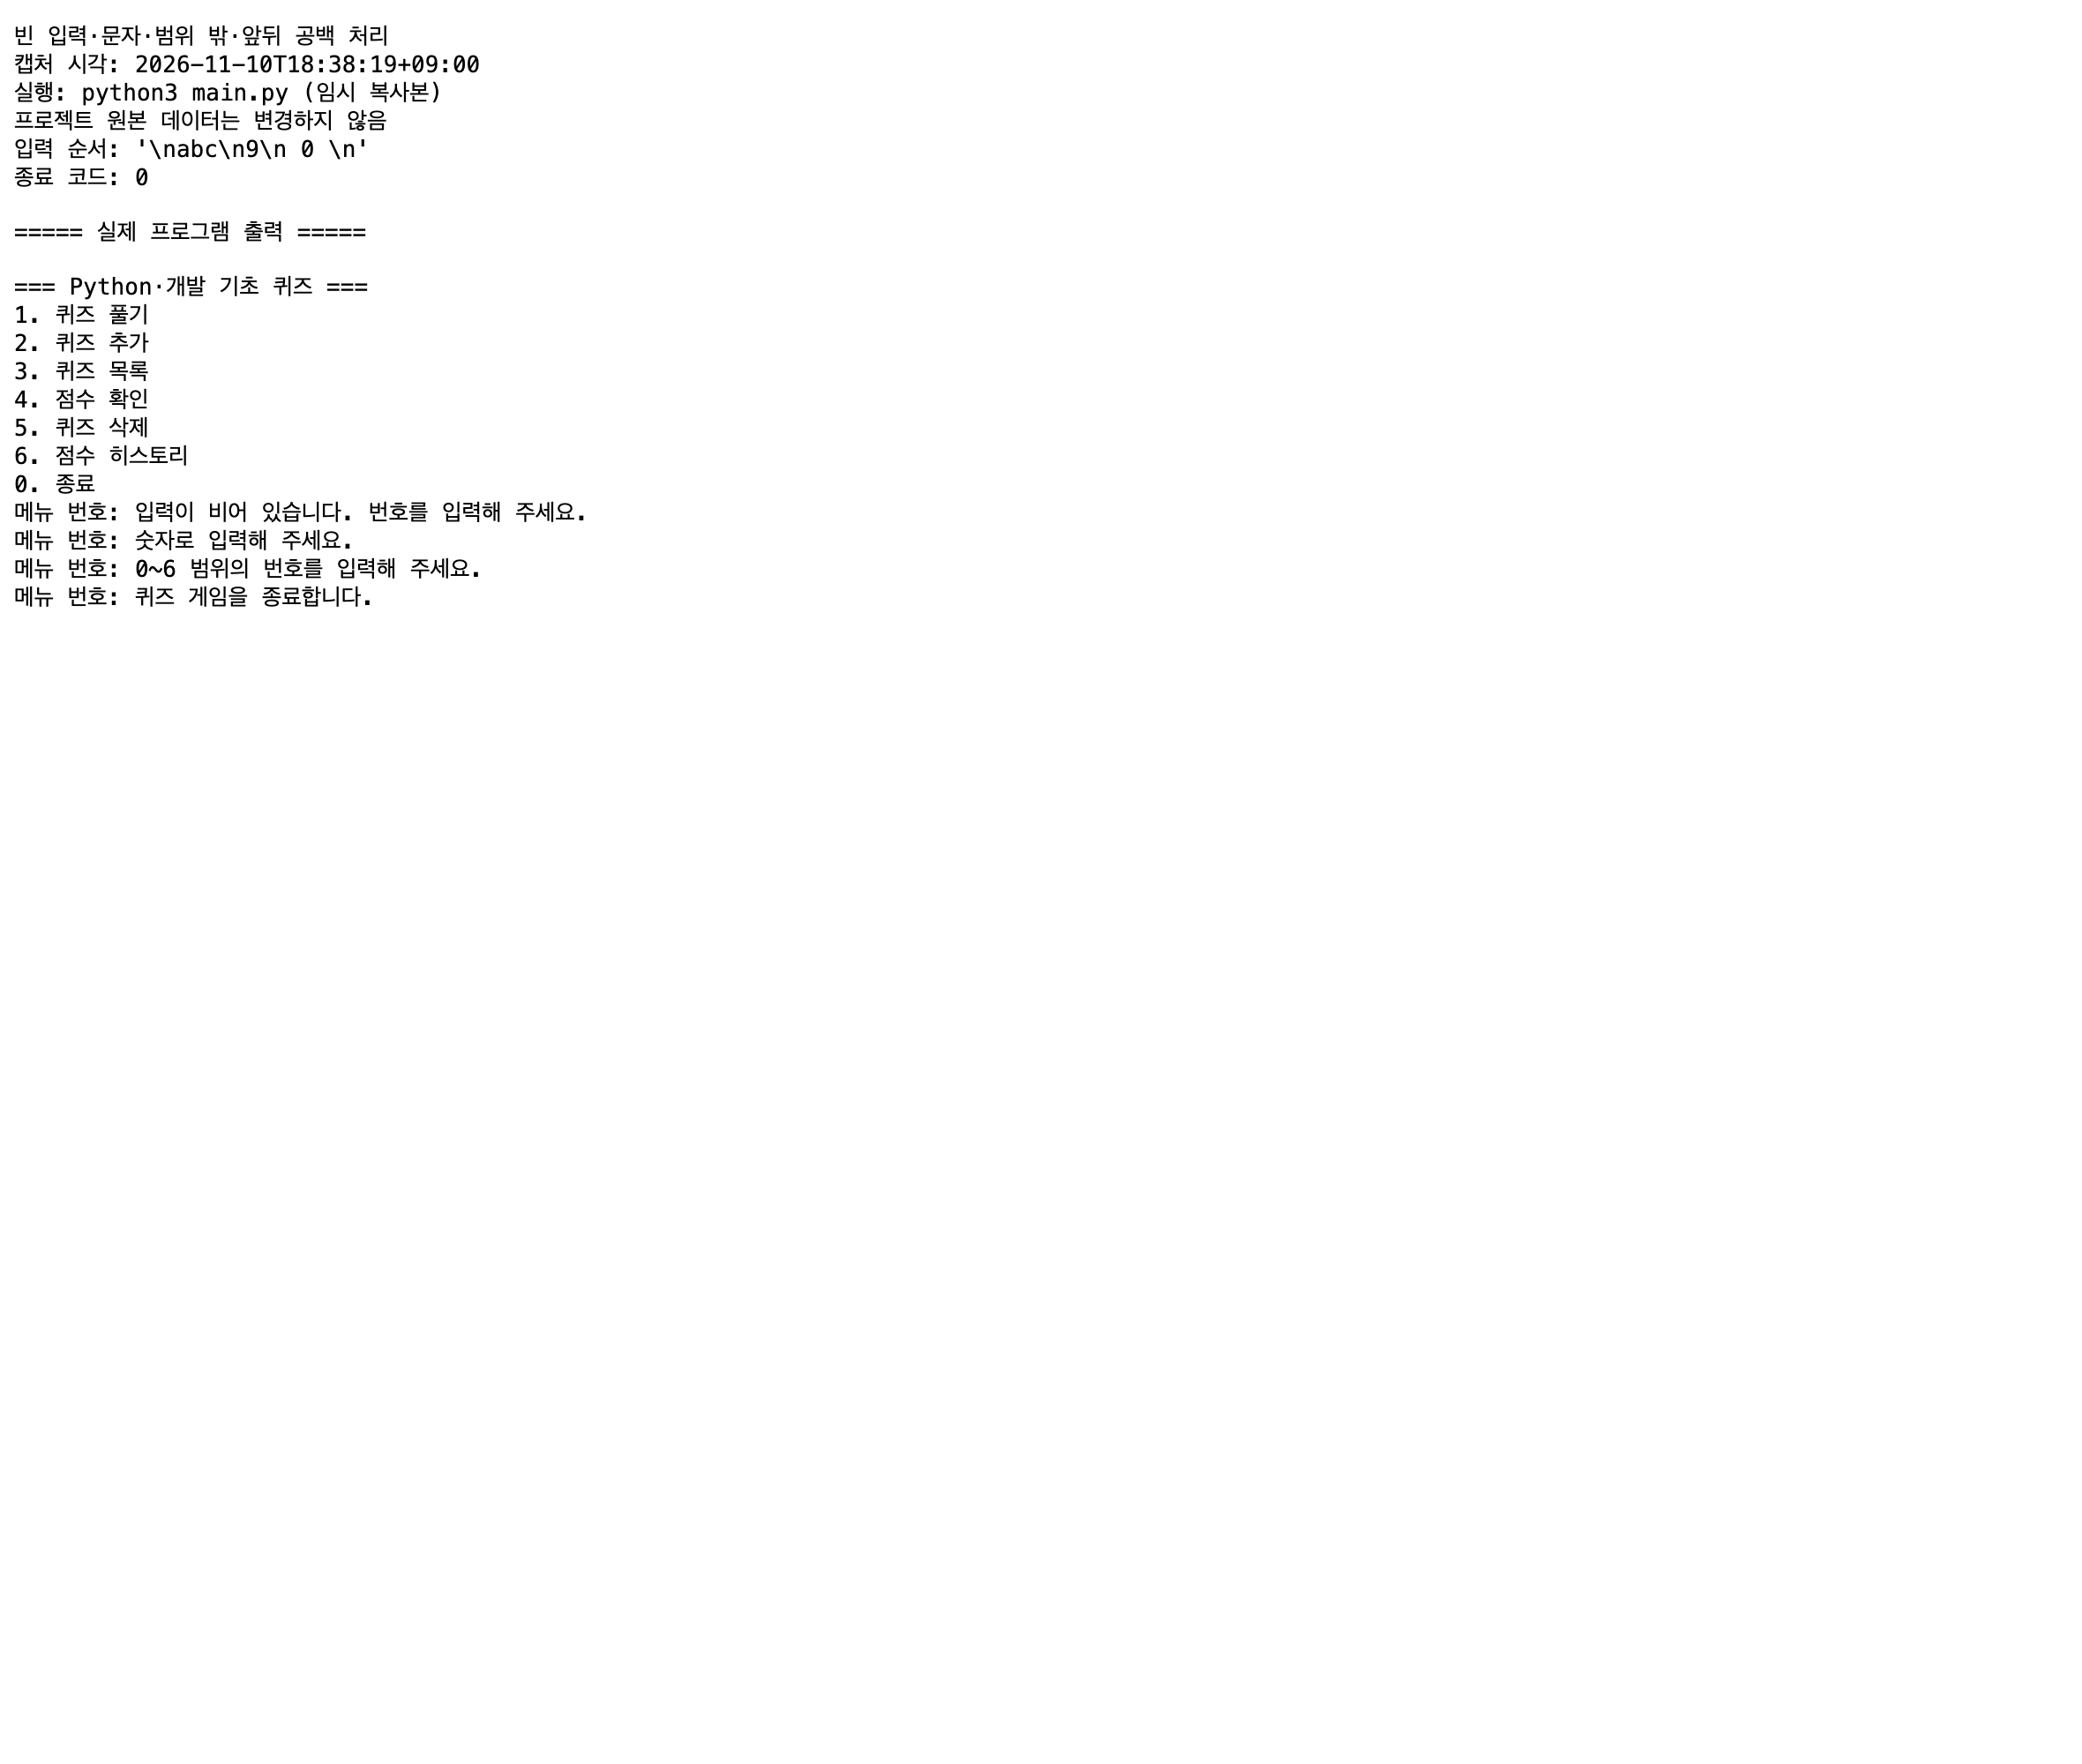 빈 입력·문자·범위 밖·앞뒤 공백 처리
캡처 시각: 2026-11-10T18:38:19+09:00
실행: python3 main.py (임시 복사본)
프로젝트 원본 데이터는 변경하지 않음
입력 순서: '\nabc\n9\n 0 \n'
종료 코드: 0
===== 실제 프로그램 출력 =====
=== Python·개발 기초 퀴즈 ===
1. 퀴즈 풀기
2. 퀴즈 추가
3. 퀴즈 목록
4. 점수 확인
5. 퀴즈 삭제
6. 점수 히스토리
0. 종료
메뉴 번호: 입력이 비어 있습니다. 번호를 입력해 주세요.
메뉴 번호: 숫자로 입력해 주세요.
메뉴 번호: 0~6 범위의 번호를 입력해 주세요.
메뉴 번호: 퀴즈 게임을 종료합니다.